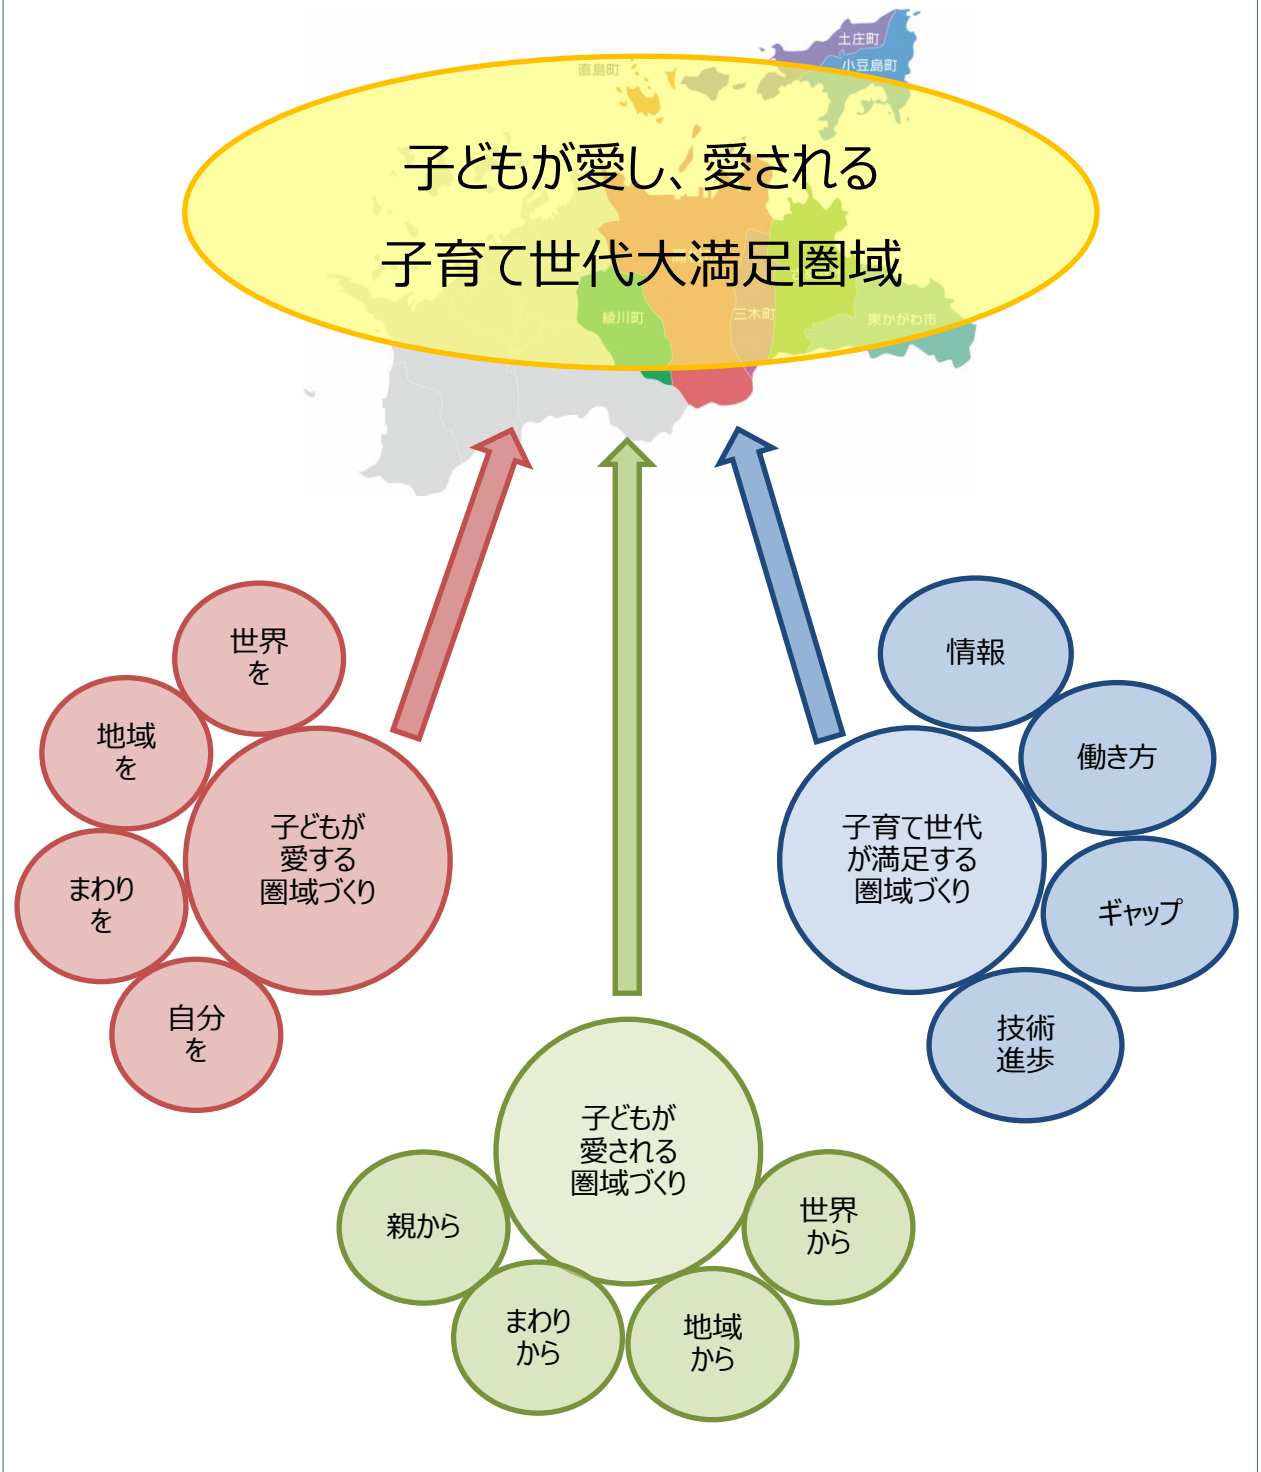 土庄町
小豆島町
直島町
子どもが愛し、愛される
子育て世代大満足圏域
綾川町
三木町
東かがわ市
世界
を
地域
を
まわり
を
自分
を
子どもが
愛する
圏域づくり
情報
働き方
ギャップ
技術
進歩
子育て世代
が満足する
圏域づくり
子どもが
愛される
圏域づくり
親から
まわり
から
地域
から
世界
から